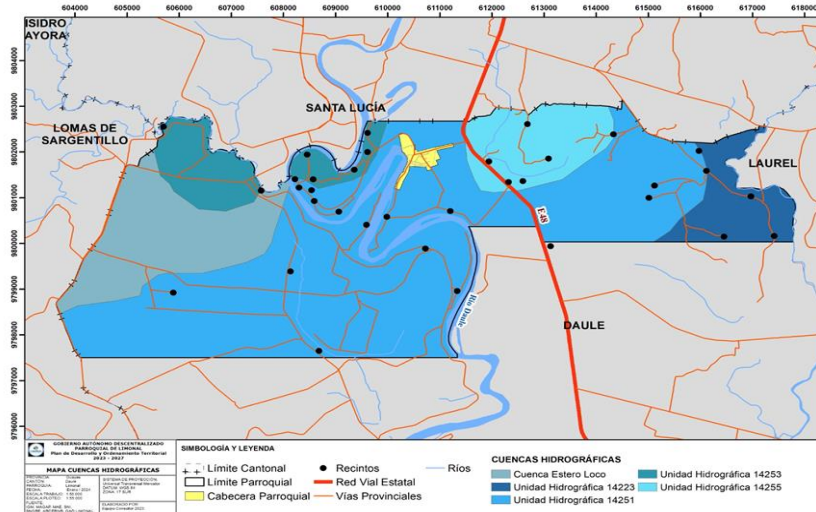 604000 605000 606000 607000 608000 609000 610000 611000 612000 613000 614000 615000 616000 617000 618000
ISIDRO
AYORA
9804000
9803000
9802000
9801000
9800000
9799000
9798000
9797000
9796000
SANTA LUCÍA
LOMAS DE
SARGENTILLO
LAUREL
E-48
Río Daule
DAULE
GOBIERNO AUTÓNOMO DESCENTRALIZADO
PARROQUIAL DE LIMONAL
Plan de Desarrollo y Ordenamiento Territorial
2023 - 2027
MAPA CUENCAS HIDROGRÁFICAS
SIMBOLOGÍA Y LEYENDA
Límite Cantonal
Límite Parroquial
Cabecera Parroquial
Recintos
Red Vial Estatal
Vías Provinciales
Ríos
CUENCAS HIDROGRÁFICAS
Cuenca Estero Loco
Unidad Hidrográfica 14223
Unidad Hidrográfica 14251
Unidad Hidrográfica 14253
Unidad Hidrográfica 14255